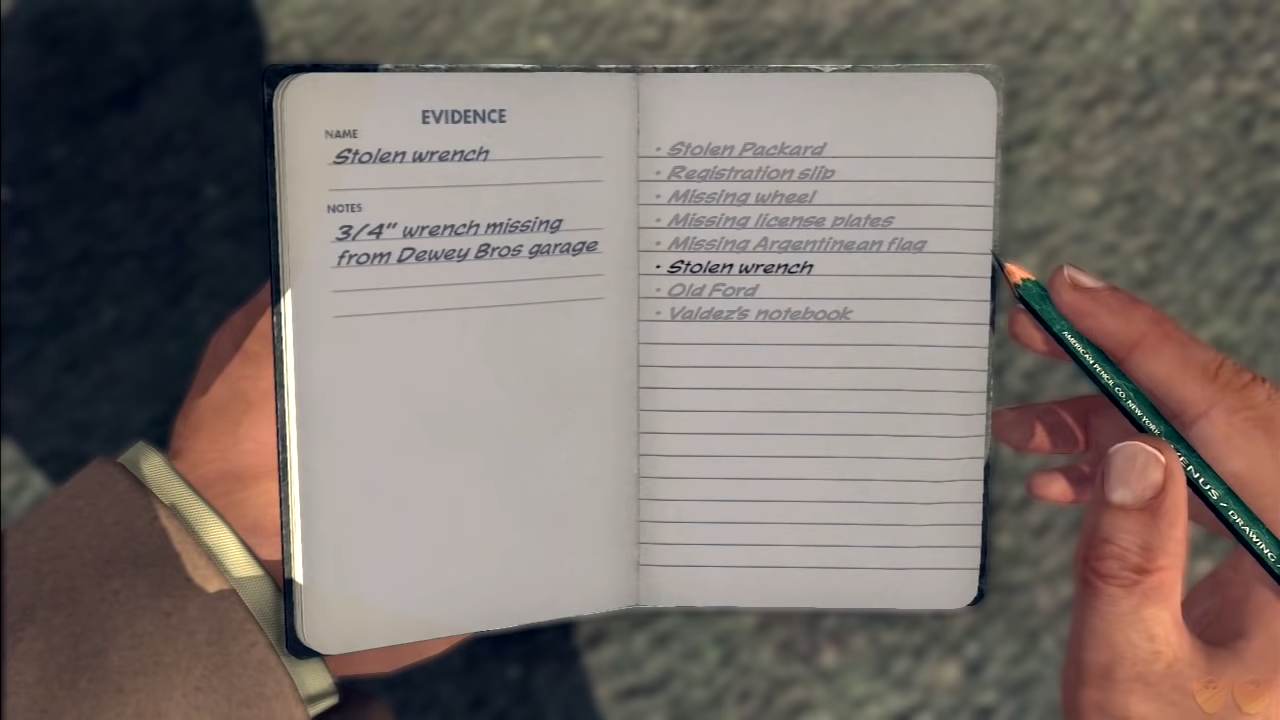 EVIDENCE
NAME
Stolen wrench
NOTES
3/4" wrench missing
from Dewey Bros garage
• Stolen Packard
• Registration slip
• Missing wheel
• Missing license plates
• Missing Argentinean flag
• Stolen wrench
• Old Ford
• Valdez's notebook
AMERICAN PENCIL CO. NEW YORK
VENUS / DRAWING